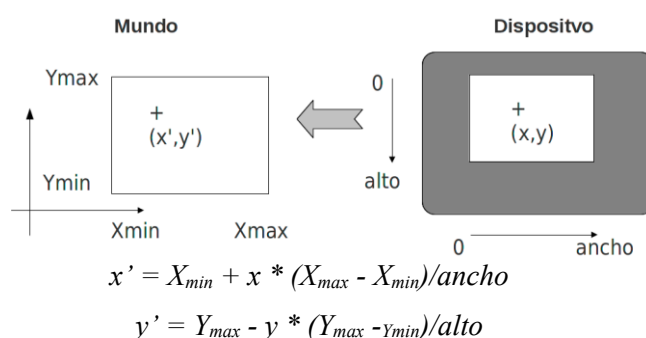 Mundo
Dispositvo
Ymax
0
+
(x',y')
+
(x,y)
Ymin
alto
Xmin
Xmax
0
ancho
x’ = Xmin + x * (Xmax - Xmin)/ancho
y’ = Ymax - y * (Ymax -Ymin)/alto